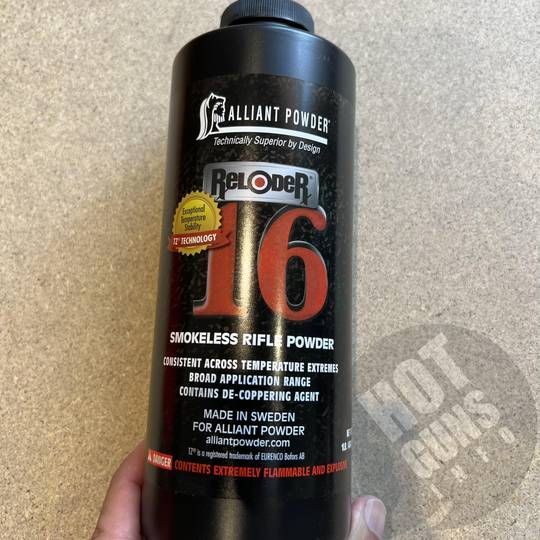 ALLIANT POWDER®
Technically Superior by Design
RELODER®
16
Exceptional
Temperature
Stability
TZ® TECHNOLOGY
SMOKELESS RIFLE POWDER
CONSISTENT ACROSS TEMPERATURE EXTREMES
BROAD APPLICATION RANGE
CONTAINS DE-COPPERING AGENT
MADE IN SWEDEN
FOR ALLIANT POWDER
alliantpowder.com
TZ® is a registered trademark of EURENCO Bofors AB
DANGER CONTENTS EXTREMELY FLAMMABLE AND EXPLOSIVE
HOT
GUNS